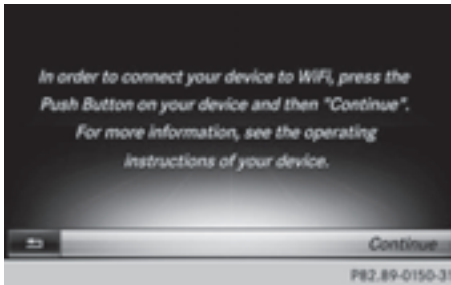 In order to connect your device to WiFi, press the
Push Button on your device and then "Continue".
For more information, see the operating
instructions of your device.
Continue
P82.89-0150-31